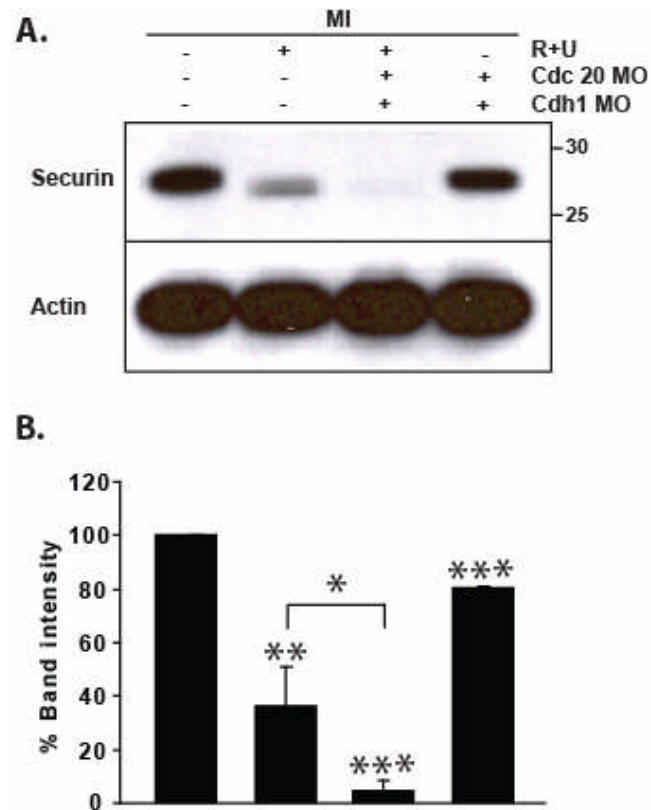 A.
MI
- + + - R+U
- - + + Cdc 20 MO
- - + + Cdh1 MO
Securin
-30
-25
Actin
B.
% Band intensity
120
100
80
60
40
20
0
**
*
***
***